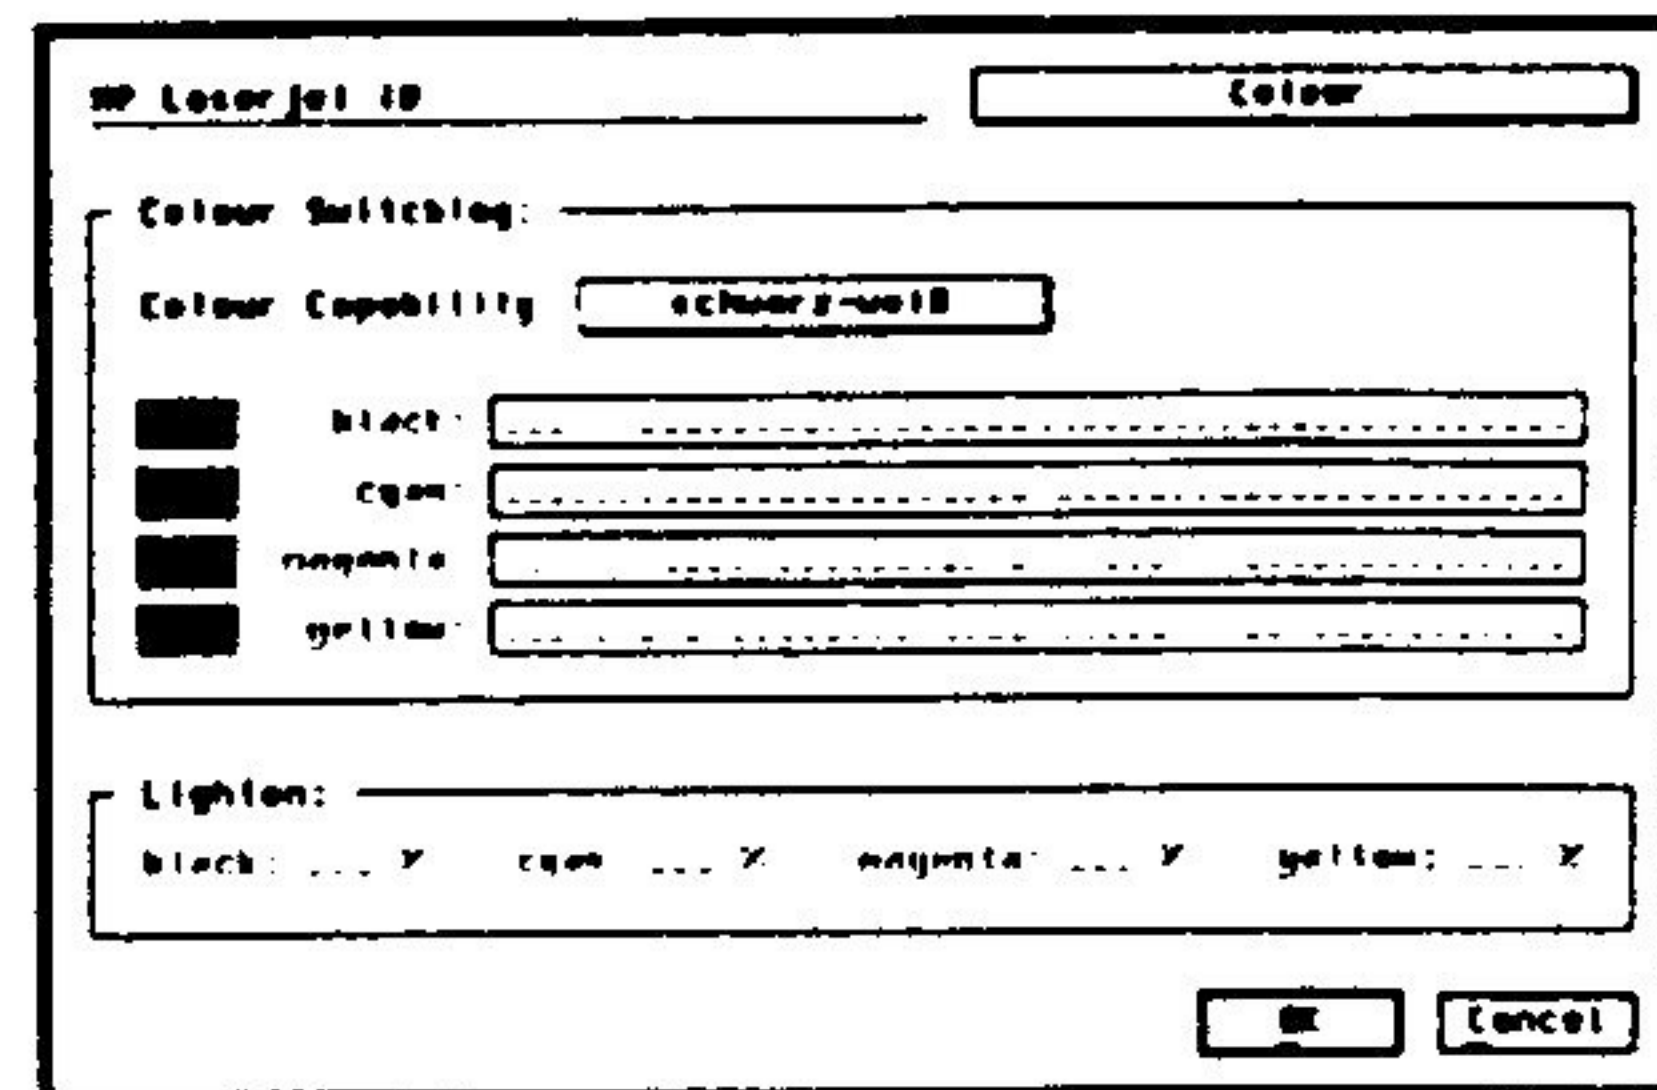 HP Laserjet 4P Colour
Colour Switching:
Colour Capability schwarz-weiß
black:
cyan:
magenta:
yellow:
Lighten:
black: ... % cyan: ... % magenta: ... % yellow: ... %
OK Cancel